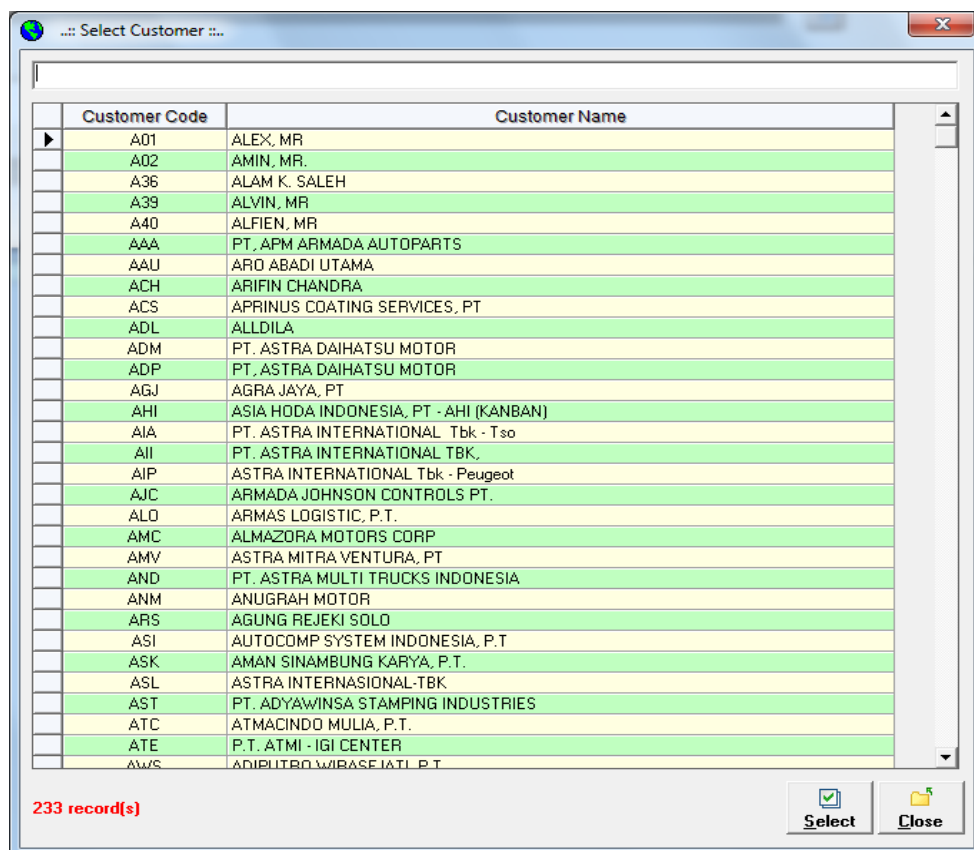 ..:: Select Customer ::..
Customer Code Customer Name
A01 ALEX, MR
A02 AMIN, MR.
A36 ALAM K. SALEH
A39 ALVIN, MR
A40 ALFIEN, MR
AAA PT, APM ARMADA AUTOPARTS
AAU ARO ABADI UTAMA
ACH ARIFIN CHANDRA
ACS APRINUS COATING SERVICES, PT
ADL ALLDILA
ADM PT. ASTRA DAIHATSU MOTOR
ADP PT, ASTRA DAIHATSU MOTOR
AGJ AGRA JAYA, PT
AHI ASIA HODA INDONESIA, PT - AHI (KANBAN)
AIA PT. ASTRA INTERNATIONAL Tbk - Tso
AII PT. ASTRA INTERNATIONAL TBK,
AIP ASTRA INTERNATIONAL Tbk - Peugeot
AJC ARMADA JOHNSON CONTROLS PT.
ALO ARMAS LOGISTIC, P.T.
AMC ALMAZORA MOTORS CORP
AMV ASTRA MITRA VENTURA, PT
AND PT. ASTRA MULTI TRUCKS INDONESIA
ANM ANUGRAH MOTOR
ARS AGUNG REJEKI SOLO
ASI AUTOCOMP SYSTEM INDONESIA, P.T
ASK AMAN SINAMBUNG KARYA, P.T.
ASL ASTRA INTERNASIONAL-TBK
AST PT. ADYAWINSA STAMPING INDUSTRIES
ATC ATMACINDO MULIA, P.T.
ATE P.T. ATMI - IGI CENTER
AWS ADIPUTRO WIRASEJATI, P.T
233 record(s)
Select Close